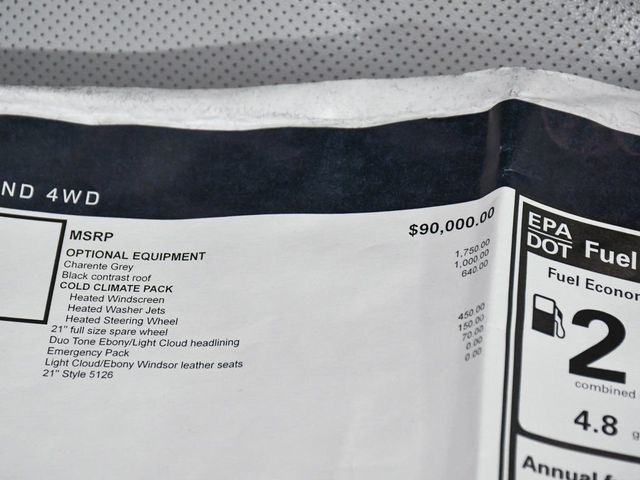 ND 4WD
MSRP $90,000.00
OPTIONAL EQUIPMENT
Charente Grey 1,750.00
Black contrast roof 1,000.00
COLD CLIMATE PACK 640.00
Heated Windscreen
Heated Washer Jets
Heated Steering Wheel
21" full size spare wheel 450.00
Duo Tone Ebony/Light Cloud headlining 150.00
Emergency Pack 70.00
Light Cloud/Ebony Windsor leather seats 0.00
21" Style 5126 0.00
EPA
DOT Fuel
Fuel Econom
2
combined
4.8 g
Annual f